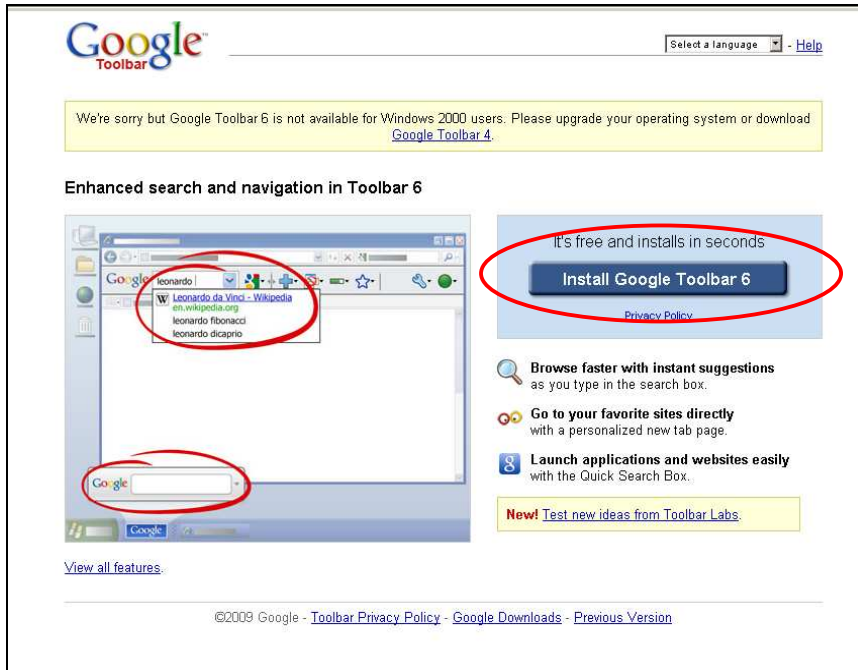 Google™
Toolbar
Select a language - Help
We're sorry but Google Toolbar 6 is not available for Windows 2000 users. Please upgrade your operating system or download
Google Toolbar 4.
Enhanced search and navigation in Toolbar 6
Google leonardo
W Leonardo da Vinci - Wikipedia
en.wikipedia.org
leonardo fibonacci
leonardo dicaprio
Google
Google
It's free and installs in seconds
Install Google Toolbar 6
Privacy Policy
Browse faster with instant suggestions
as you type in the search box.
Go to your favorite sites directly
with a personalized new tab page.
g Launch applications and websites easily
with the Quick Search Box.
New! Test new ideas from Toolbar Labs.
View all features.
©2009 Google - Toolbar Privacy Policy - Google Downloads - Previous Version